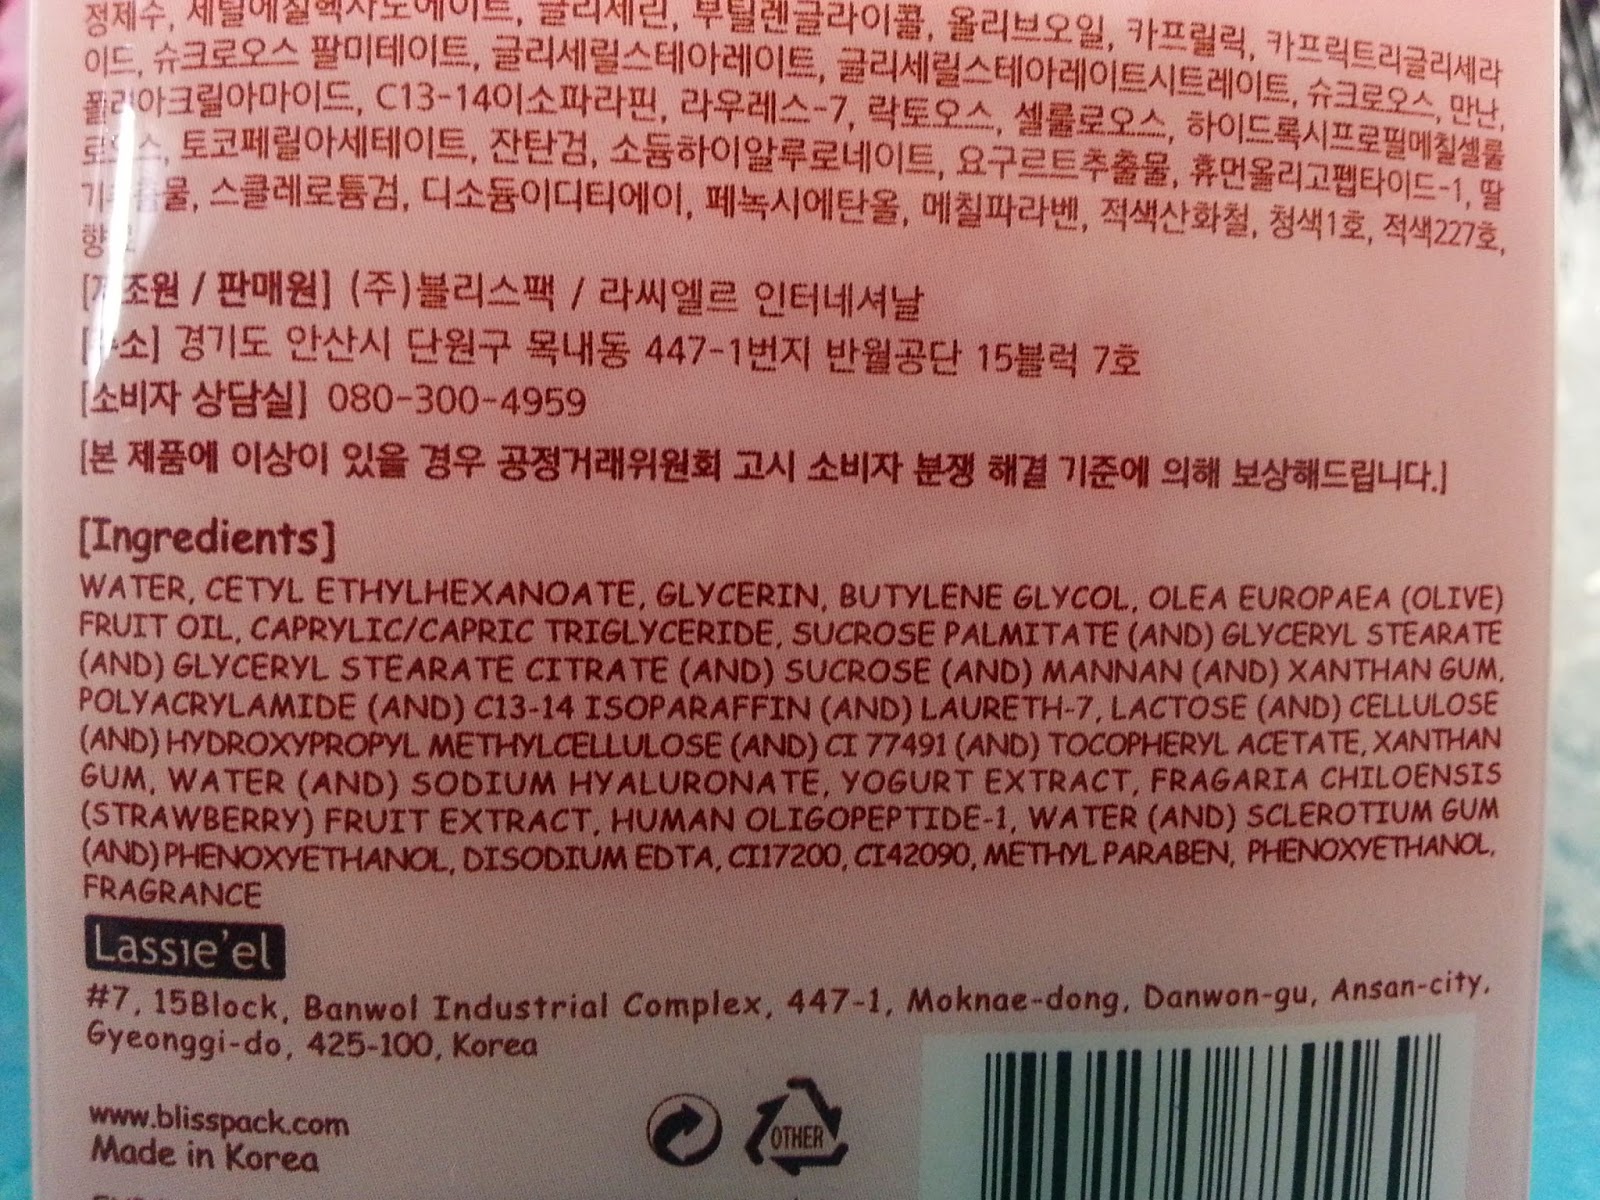 정제수, 세틸에칠헥사노에이트, 글리세린, 부틸렌글라이콜, 올리브오일, 카프릴릭, 카프릭트리글리세라
이드, 슈크로오스 팔미테이트, 글리세릴스테아레이트, 글리세릴스테아레이트시트레이트, 슈크로오스, 만난,
폴리아크릴아마이드, C13-14이소파라핀, 라우레스-7, 락토오스, 셀룰로오스, 하이드록시프로필메칠셀룰
로오스, 토코페릴아세테이트, 잔탄검, 소듐하이알루로네이트, 요구르트추출물, 휴먼올리고펩타이드-1, 딸
기추출물, 스클레로튬검, 디소듐이디티에이, 페녹시에탄올, 메칠파라벤, 적색산화철, 청색1호, 적색227호,
향료
[제조원 / 판매원] (주)블리스팩 / 라씨엘르 인터네셔날
[주소] 경기도 안산시 단원구 목내동 447-1번지 반월공단 15블럭 7호
[소비자 상담실] 080-300-4959
[본 제품에 이상이 있을 경우 공정거래위원회 고시 소비자 분쟁 해결 기준에 의해 보상해드립니다.]
[Ingredients]
WATER, CETYL ETHYLHEXANOATE, GLYCERIN, BUTYLENE GLYCOL, OLEA EUROPAEA (OLIVE)
FRUIT OIL, CAPRYLIC/CAPRIC TRIGLYCERIDE, SUCROSE PALMITATE (AND) GLYCERYL STEARATE
(AND) GLYCERYL STEARATE CITRATE (AND) SUCROSE (AND) MANNAN (AND) XANTHAN GUM,
POLYACRYLAMIDE (AND) C13-14 ISOPARAFFIN (AND) LAURETH-7, LACTOSE (AND) CELLULOSE
(AND) HYDROXYPROPYL METHYLCELLULOSE (AND) CI 77491 (AND) TOCOPHERYL ACETATE, XANTHAN
GUM, WATER (AND) SODIUM HYALURONATE, YOGURT EXTRACT, FRAGARIA CHILOENSIS
(STRAWBERRY) FRUIT EXTRACT, HUMAN OLIGOPEPTIDE-1, WATER (AND) SCLEROTIUM GUM
(AND) PHENOXYETHANOL, DISODIUM EDTA, CI17200, CI42090, METHYL PARABEN, PHENOXYETHANOL,
FRAGRANCE
Lassie'el
#7, 15Block, Banwol Industrial Complex, 447-1, Moknae-dong, Danwon-gu, Ansan-city,
Gyeonggi-do, 425-100, Korea
www.blisspack.com
Made in Korea
OTHER